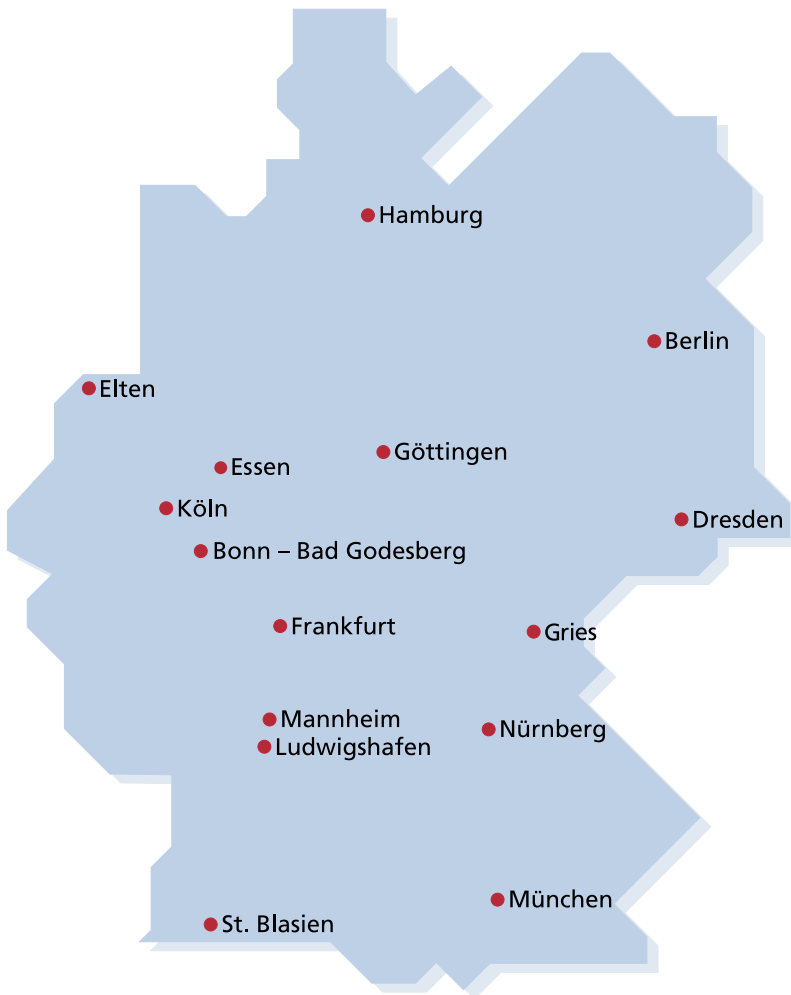 Hamburg
Berlin
Elten
Göttingen
Essen
Köln
Dresden
Bonn – Bad Godesberg
Frankfurt
Gries
Mannheim
Nürnberg
Ludwigshafen
München
St. Blasien